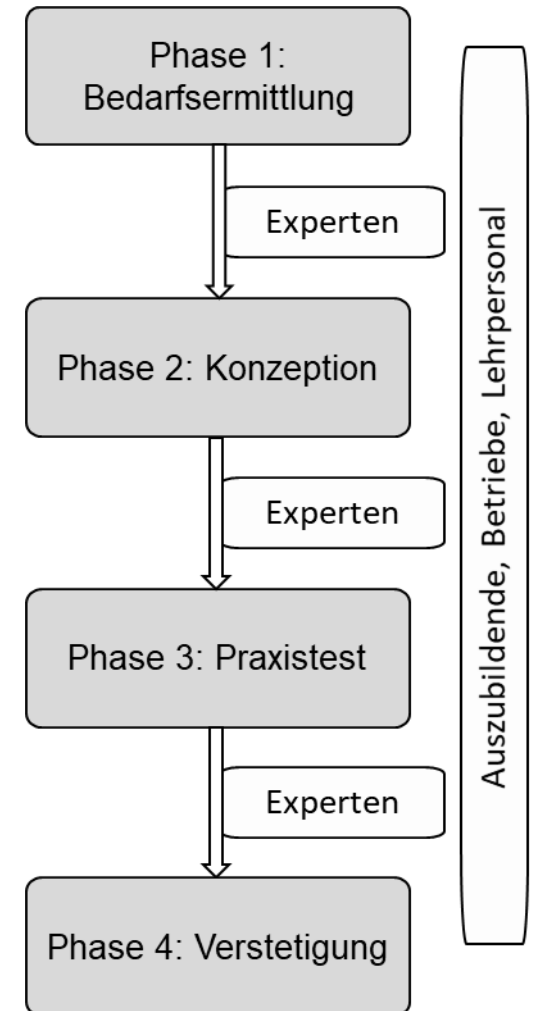 Phase 1:
Bedarfsermittlung
Experten
Phase 2: Konzeption
Experten
Phase 3: Praxistest
Experten
Phase 4: Verstetigung
Auszubildende, Betriebe, Lehrpersonal